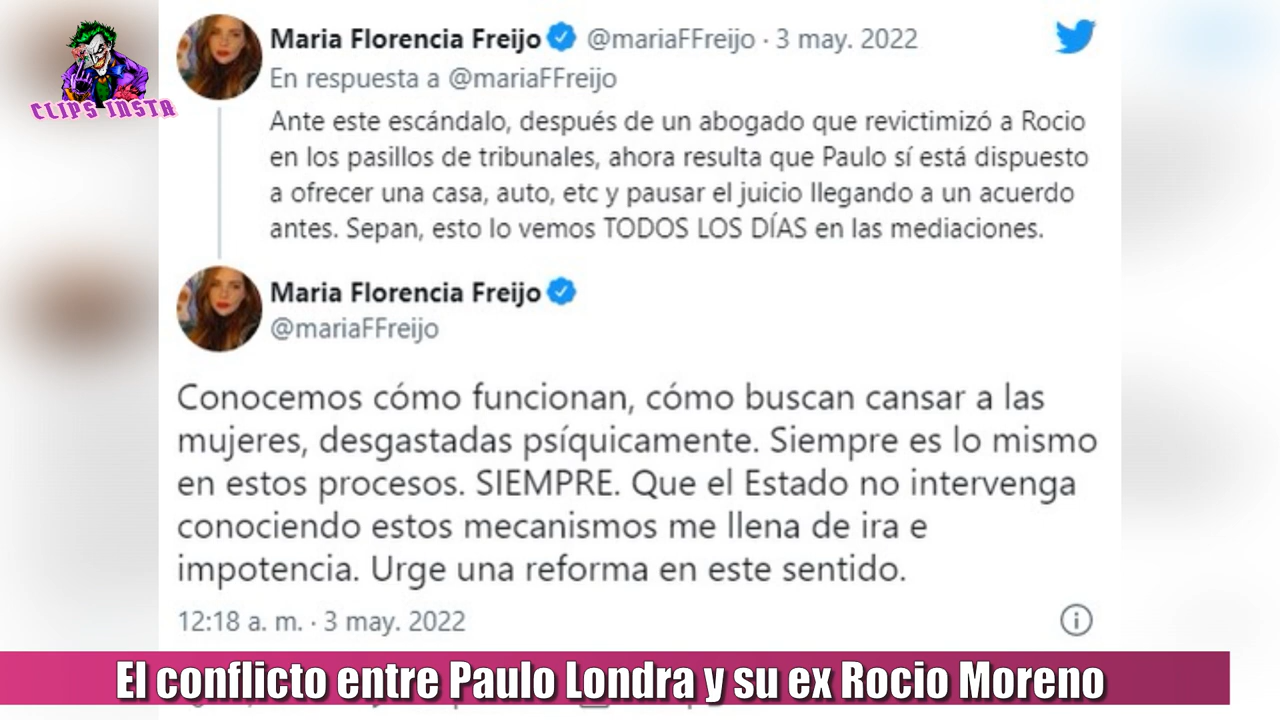 CLIPS INSTA
Maria Florencia Freijo @mariaFFreijo · 3 may. 2022
En respuesta a @mariaFFreijo
Ante este escándalo, después de un abogado que revictimizó a Rocio
en los pasillos de tribunales, ahora resulta que Paulo sí está dispuesto
a ofrecer una casa, auto, etc y pausar el juicio llegando a un acuerdo
antes. Sepan, esto lo vemos TODOS LOS DÍAS en las mediaciones.
Maria Florencia Freijo
@mariaFFreijo
Conocemos cómo funcionan, cómo buscan cansar a las
mujeres, desgastadas psíquicamente. Siempre es lo mismo
en estos procesos. SIEMPRE. Que el Estado no intervenga
conociendo estos mecanismos me llena de ira e
impotencia. Urge una reforma en este sentido.
12:18 a. m. · 3 may. 2022
El conflicto entre Paulo Londra y su ex Rocio Moreno